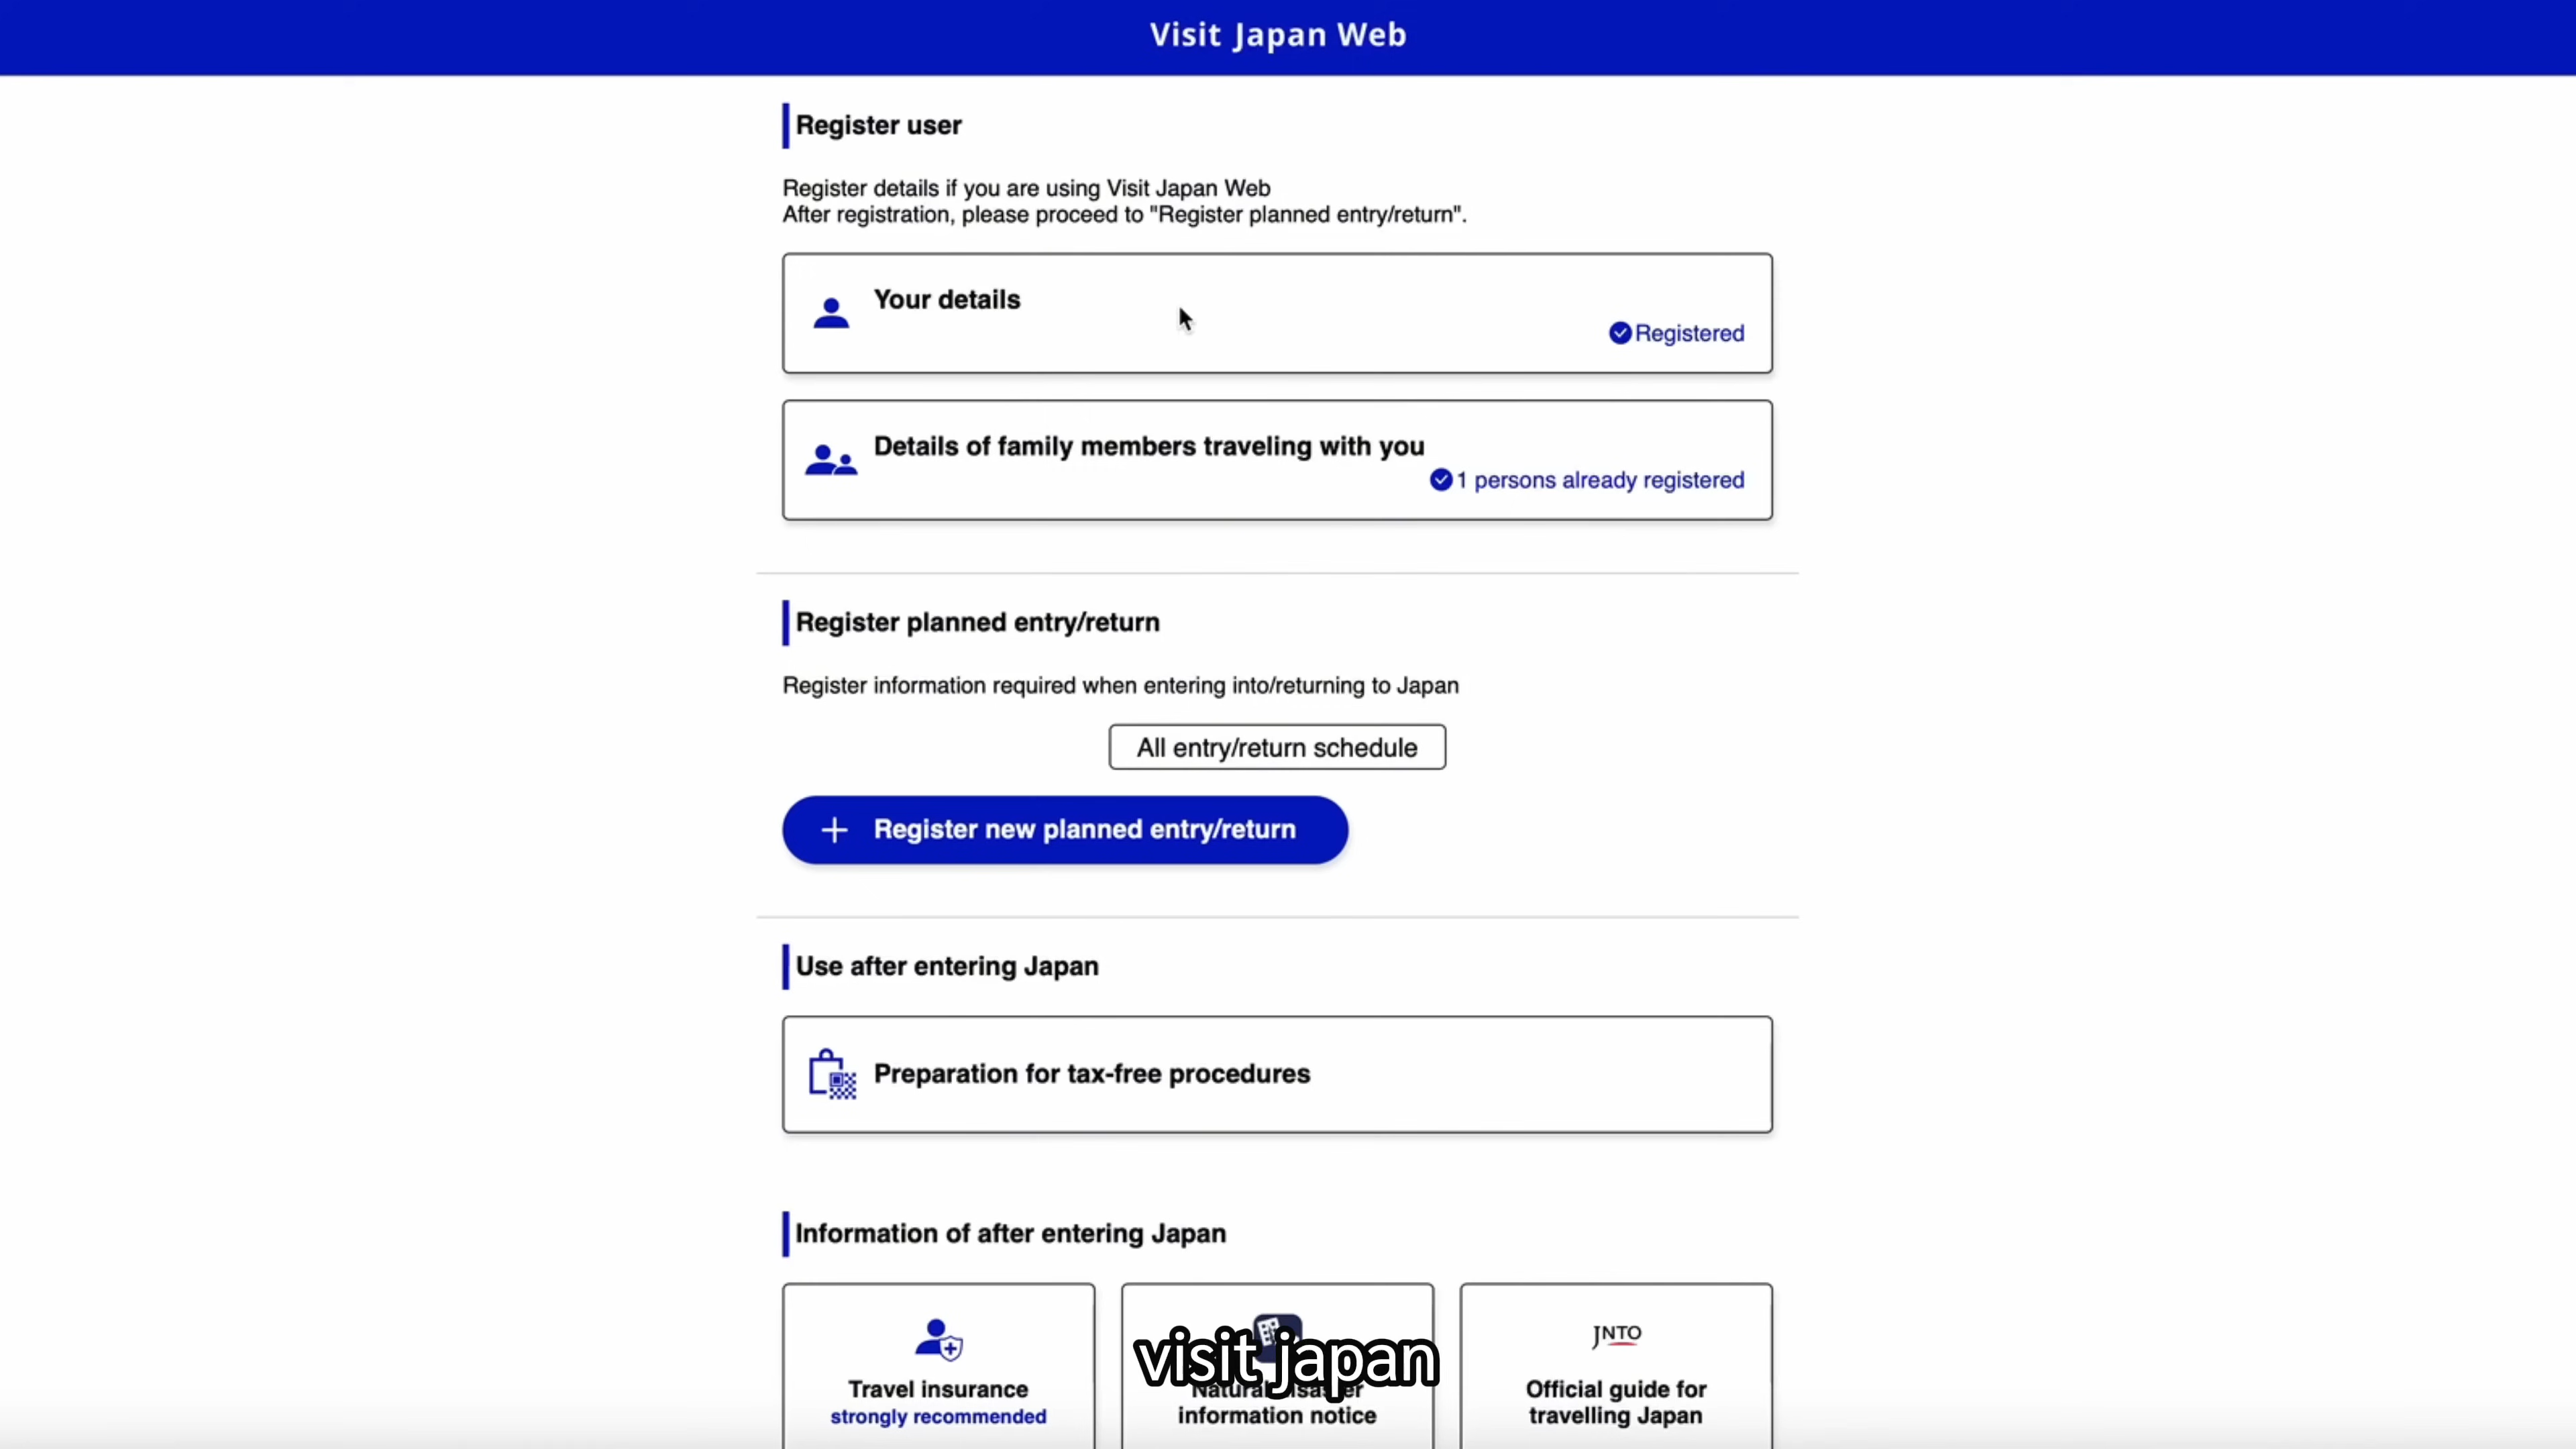 Visit Japan Web
Register user
Register details if you are using Visit Japan Web
After registration, please proceed to "Register planned entry/return".
Your details
Registered
Details of family members traveling with you
1 persons already registered
Register planned entry/return
Register information required when entering into/returning to Japan
All entry/return schedule
Register new planned entry/return
Use after entering Japan
Preparation for tax-free procedures
Information of after entering Japan
Travel insurance
strongly recommended
Natural disaster
information notice
JNTO
Official guide for
travelling Japan
visit japan